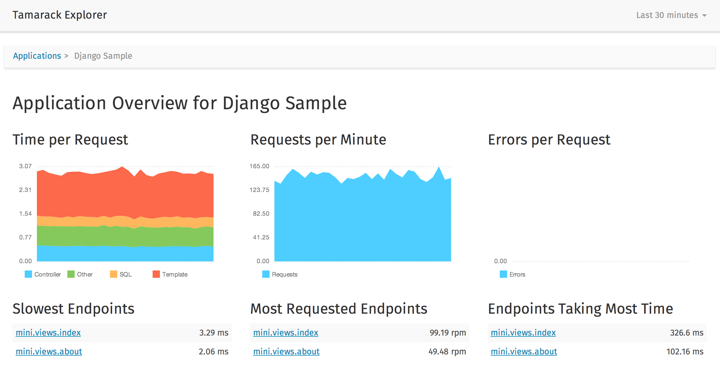 Tamarack Explorer
Last 30 minutes
Applications > Django Sample
Application Overview for Django Sample
Time per Request
3.07
2.31
1.54
0.77
0.00
Controller Other SQL Template
Requests per Minute
165.00
123.75
82.50
41.25
0.00
Requests
Errors per Request
0.00
Errors
Slowest Endpoints
mini.views.index 3.29 ms
mini.views.about 2.06 ms
Most Requested Endpoints
mini.views.index 99.19 rpm
mini.views.about 49.48 rpm
Endpoints Taking Most Time
mini.views.index 326.6 ms
mini.views.about 102.16 ms